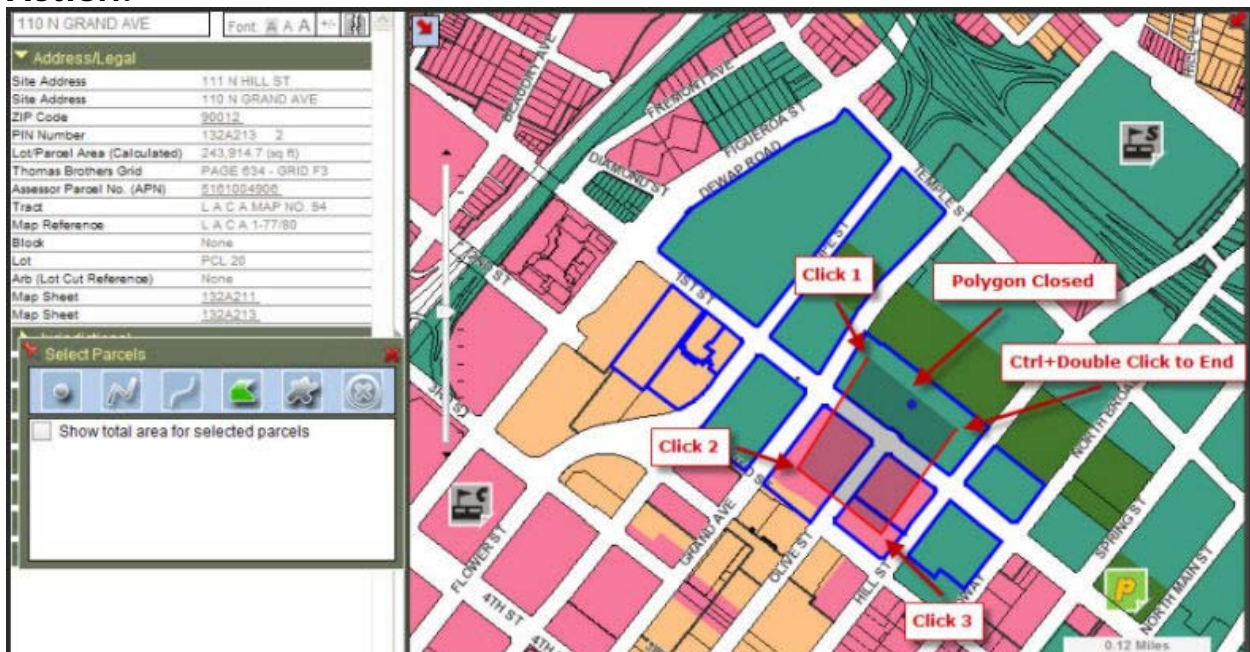 110 N GRAND AVE
Font: A A A +/-
Address/Legal
Site Address 111 N HILL ST
Site Address 110 N GRAND AVE
ZIP Code 90012
PIN Number 132A213 2
Lot/Parcel Area (Calculated) 243,914.7 (sq ft)
Thomas Brothers Grid PAGE 634 - GRID F3
Assessor Parcel No. (APN) 5161004906
Tract L A C A MAP NO. 54
Map Reference L A C A 1-77/80
Block None
Lot PCL 20
Arb (Lot Cut Reference) None
Map Sheet 132A211
Map Sheet 132A213
Select Parcels
Show total area for selected parcels
BEAUDRY AVE
FREMONT AVE
FIGUEROA ST
DIAMOND ST
DEWAP ROAD
TEMPLE ST
S
1ST ST
Click 1
Polygon Closed
Ctrl+Double Click to End
Click 2
Click 3
3RD ST
C
FLOWER ST
GRAND AVE
OLIVE ST
HILL ST
4TH ST
4TH
SPRING ST
NORTH MAIN ST
P
0.12 Miles